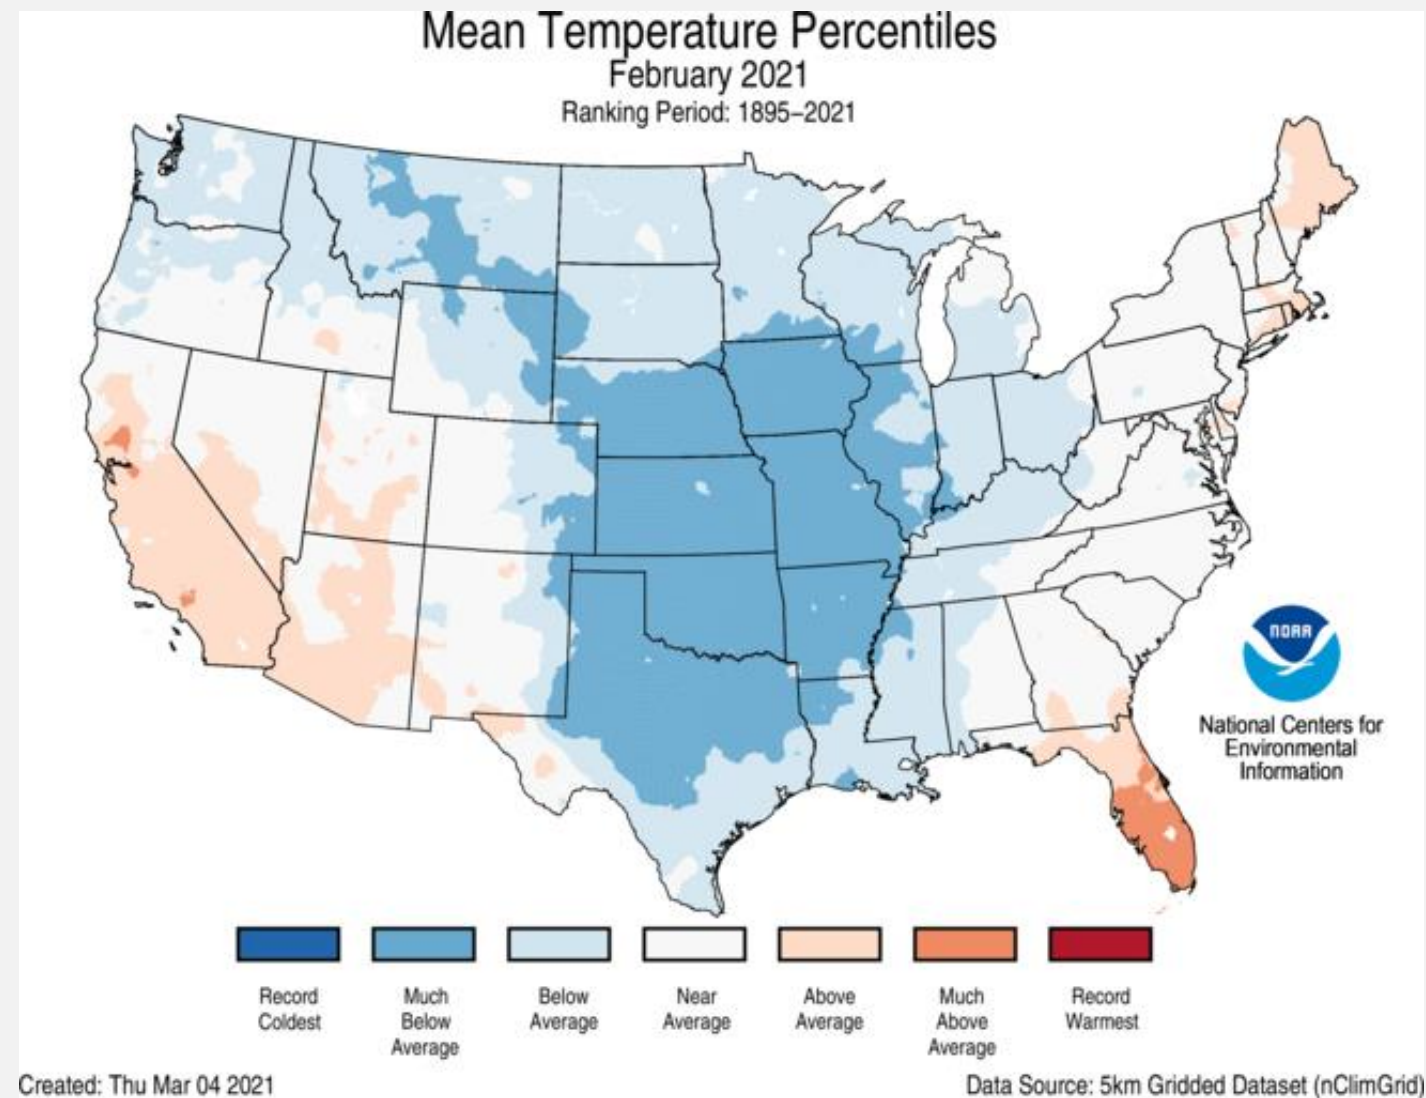 Mean Temperature Percentiles
February 2021
Ranking Period: 1895–2021
NOAA
National Centers for
Environmental
Information
Record
Coldest
Much
Below
Average
Below
Average
Near
Average
Above
Average
Much
Above
Average
Record
Warmest
Created: Thu Mar 04 2021
Data Source: 5km Gridded Dataset (nClimGrid)